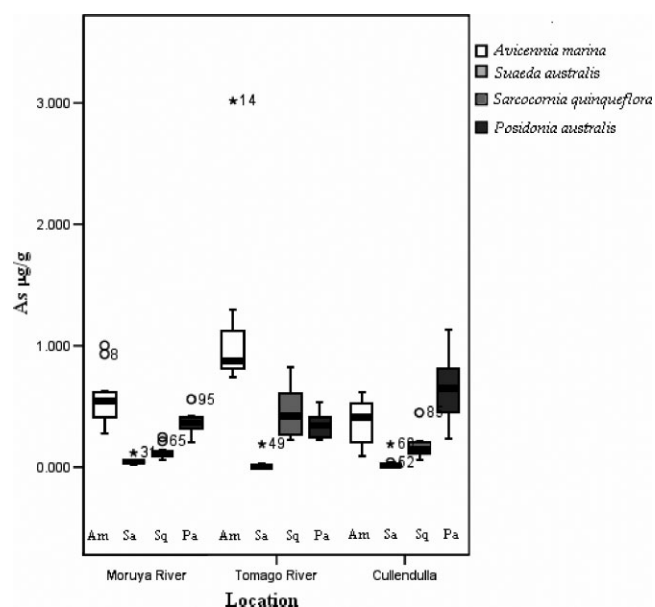 Avicennia marina
Suaeda australis
Sarcocornia quinqueflora
Posidonia australis
3.000
2.000
1.000
0.000
As µg/g
14
8
31
65
95
49
68
52
85
Am Sa Sq Pa Am Sa Sq Pa Am Sa Sq Pa
Moruya River Tomago River Cullendulla
Location